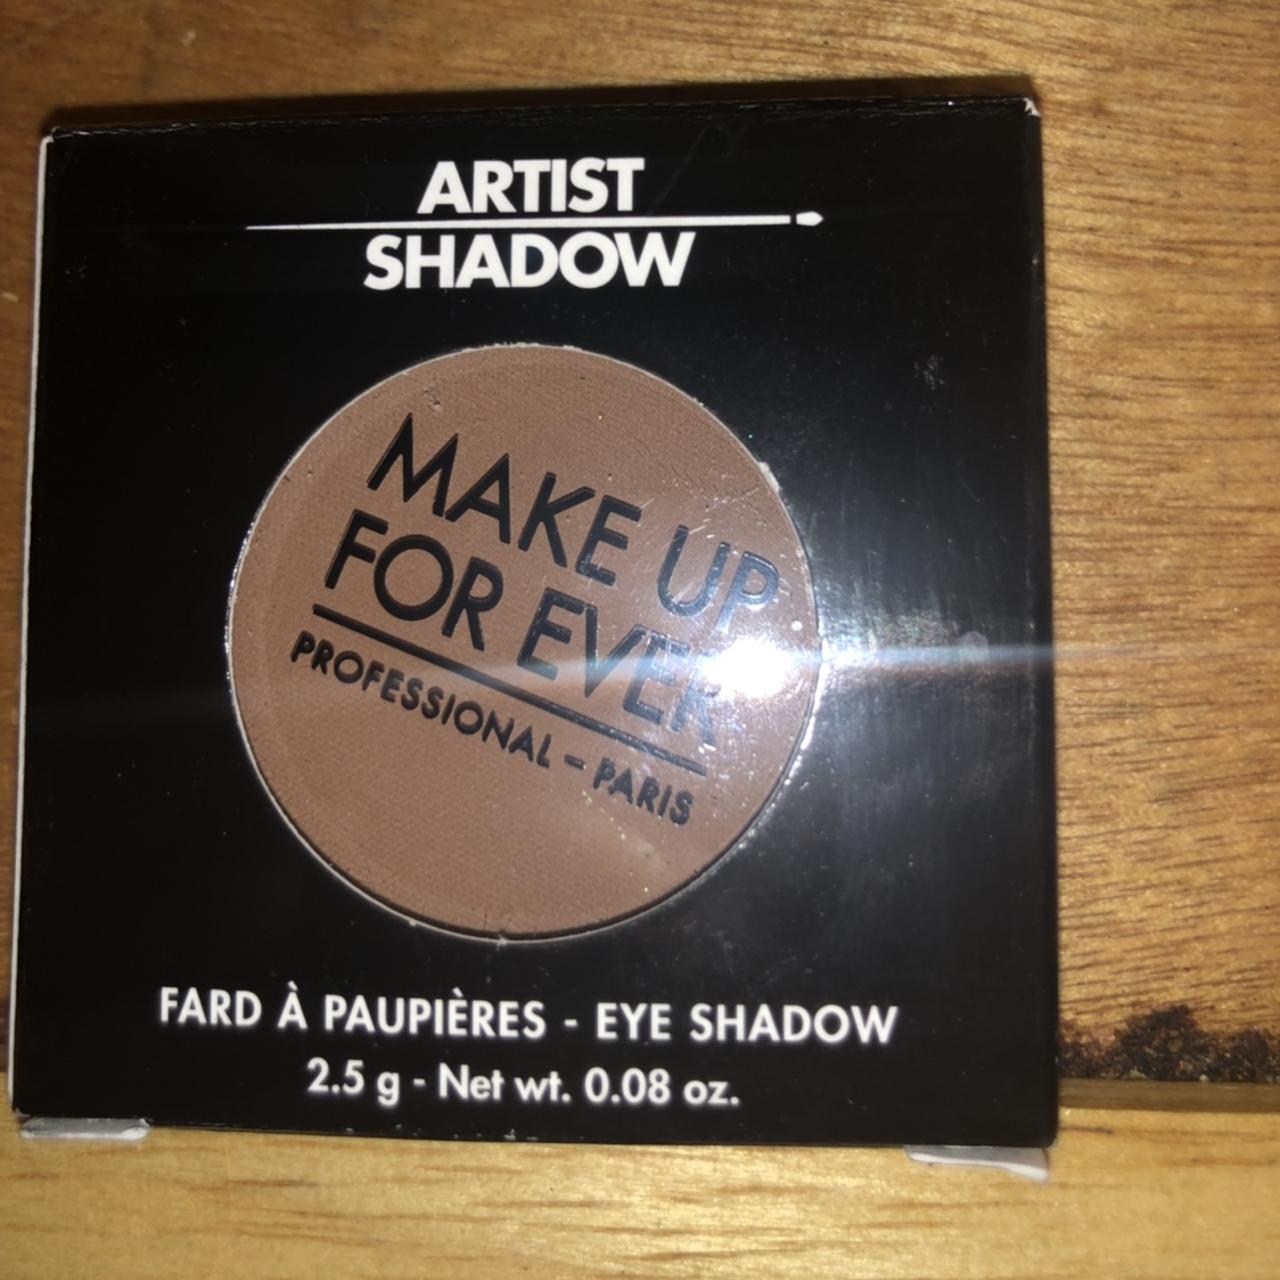 ARTIST
SHADOW
MAKE UP
FOR EVER
PROFESSIONAL – PARIS
FARD À PAUPIÈRES - EYE SHADOW
2.5 g - Net wt. 0.08 oz.